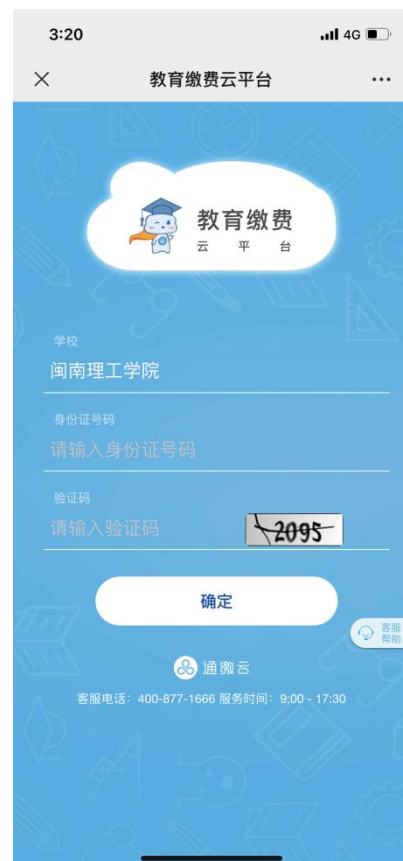 3:20 4G
教育缴费云平台
教育缴费
云平台
学校
闽南理工学院
身份证号码
请输入身份证号码
验证码
请输入验证码 2095
确定
客服
帮助
通缴云
客服电话：400-877-1666 服务时间：9:00 - 17:30